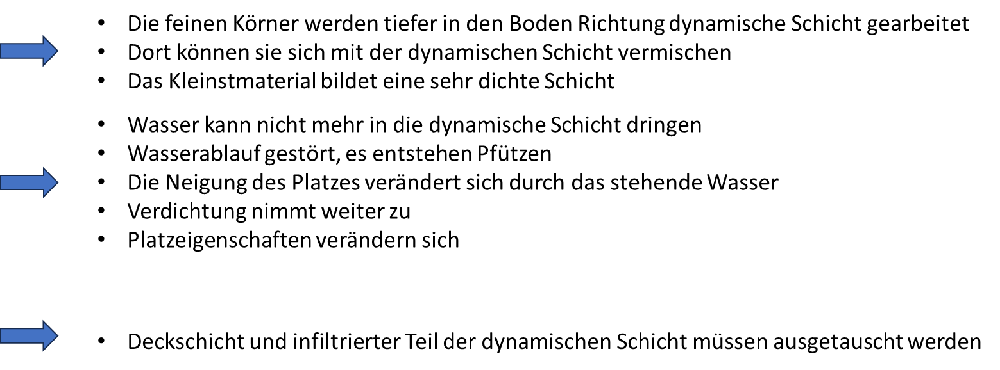 • Die feinen Körner werden tiefer in den Boden Richtung dynamische Schicht gearbeitet
• Dort können sie sich mit der dynamischen Schicht vermischen
• Das Kleinstmaterial bildet eine sehr dichte Schicht
• Wasser kann nicht mehr in die dynamische Schicht dringen
• Wasserablauf gestört, es entstehen Pfützen
• Die Neigung des Platzes verändert sich durch das stehende Wasser
• Verdichtung nimmt weiter zu
• Platzeigenschaften verändern sich
• Deckschicht und infiltrierter Teil der dynamischen Schicht müssen ausgetauscht werden